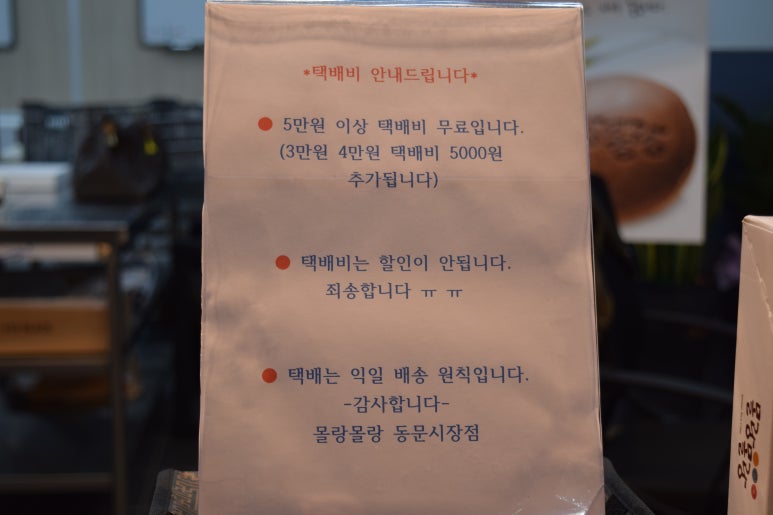 *택배비 안내드립니다*
● 5만원 이상 택배비 무료입니다.
(3만원 4만원 택배비 5000원
추가됩니다)
● 택배비는 할인이 안됩니다.
죄송합니다 ㅠ ㅠ
● 택배는 익일 배송 원칙입니다.
-감사합니다-
몰랑몰랑 동문시장점